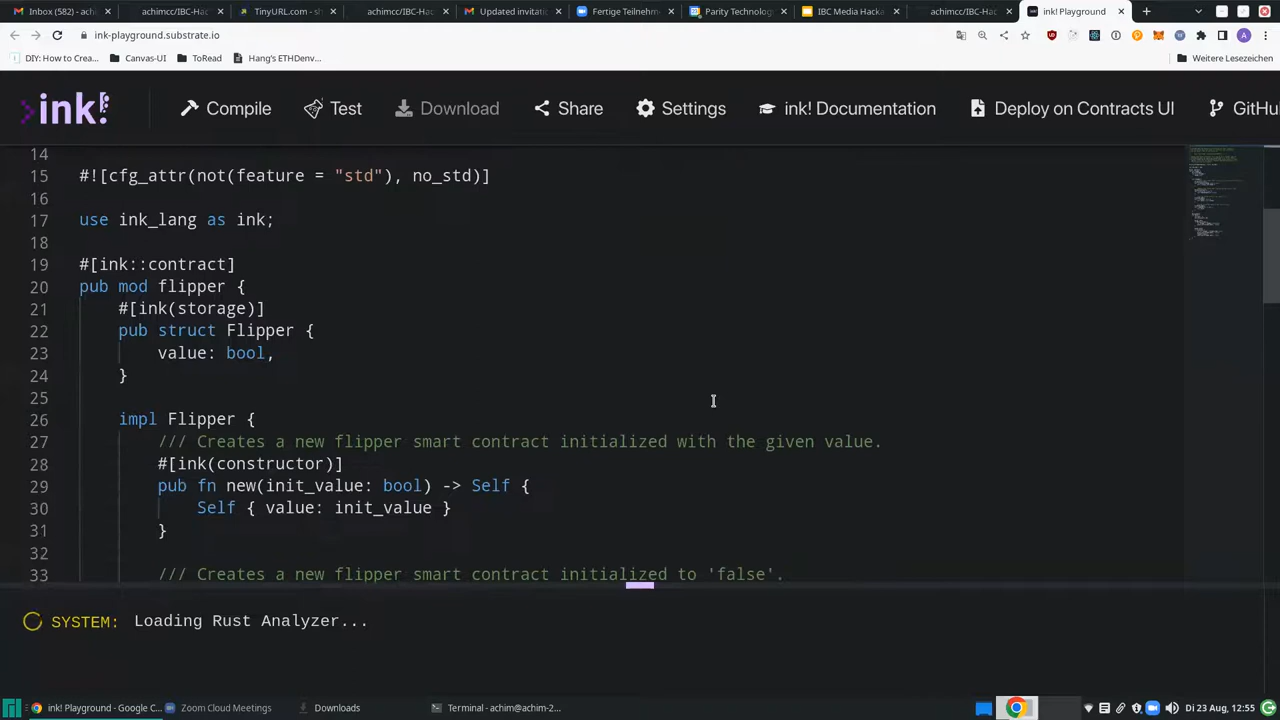 Inbox (582) - achi
achimcc/IBC-Hac
TinyURL.com - sh
achimcc/IBC-Hac
Updated invitatio
Fertige Teilnehme
Parity Technolog
IBC Media Hacka
achimcc/IBC-Hac
ink! Playground
ink-playground.substrate.io
DIY: How to Crea...
Canvas-UI
ToRead
Hang's ETHDenv...
Weitere Lesezeichen
ink!
Compile
Test
Download
Share
Settings
ink! Documentation
Deploy on Contracts UI
GitHu
14
15 #![cfg_attr(not(feature = "std"), no_std)]
16
17 use ink_lang as ink;
18
19 #[ink::contract]
20 pub mod flipper {
21 #[ink(storage)]
22 pub struct Flipper {
23 value: bool,
24 }
25
26 impl Flipper {
27 /// Creates a new flipper smart contract initialized with the given value.
28 #[ink(constructor)]
29 pub fn new(init_value: bool) -> Self {
30 Self { value: init_value }
31 }
32
33 /// Creates a new flipper smart contract initialized to 'false'.
SYSTEM: Loading Rust Analyzer...
ink! Playground - Google C...
Zoom Cloud Meetings
Downloads
Terminal - achim@achim-2...
Di 23 Aug, 12:55